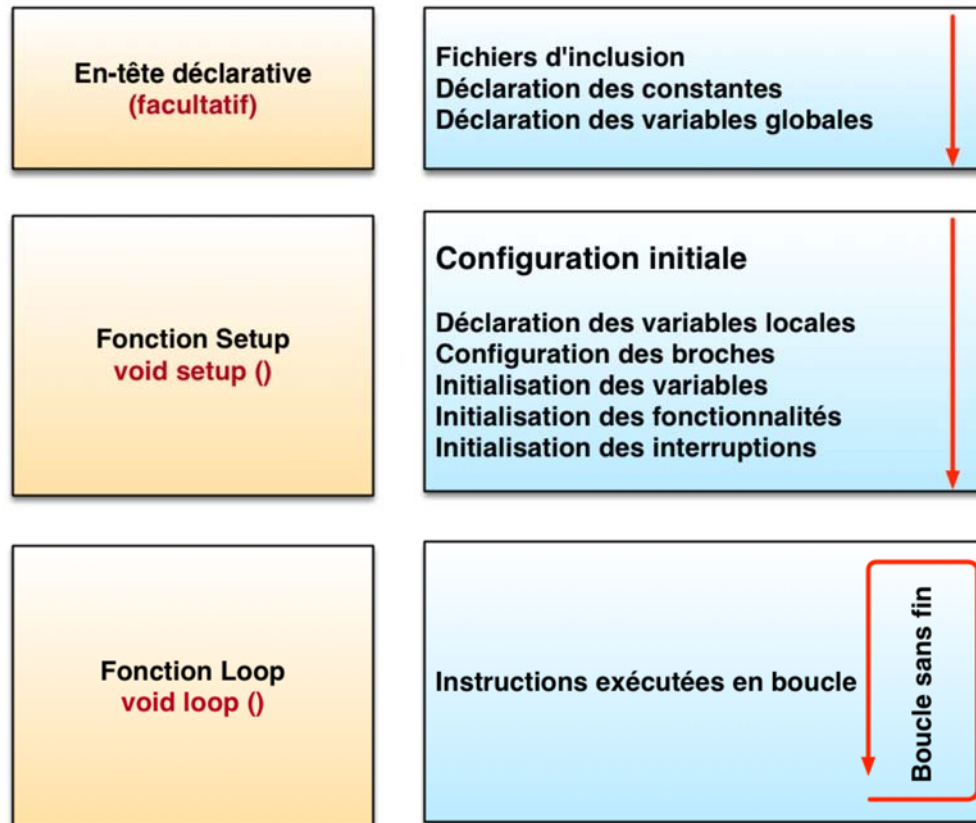 En-tête déclarative
(facultatif)
Fichiers d'inclusion
Déclaration des constantes
Déclaration des variables globales
Fonction Setup
void setup ()
Configuration initiale
Déclaration des variables locales
Configuration des broches
Initialisation des variables
Initialisation des fonctionnalités
Initialisation des interruptions
Fonction Loop
void loop ()
Instructions exécutées en boucle
Boucle sans fin